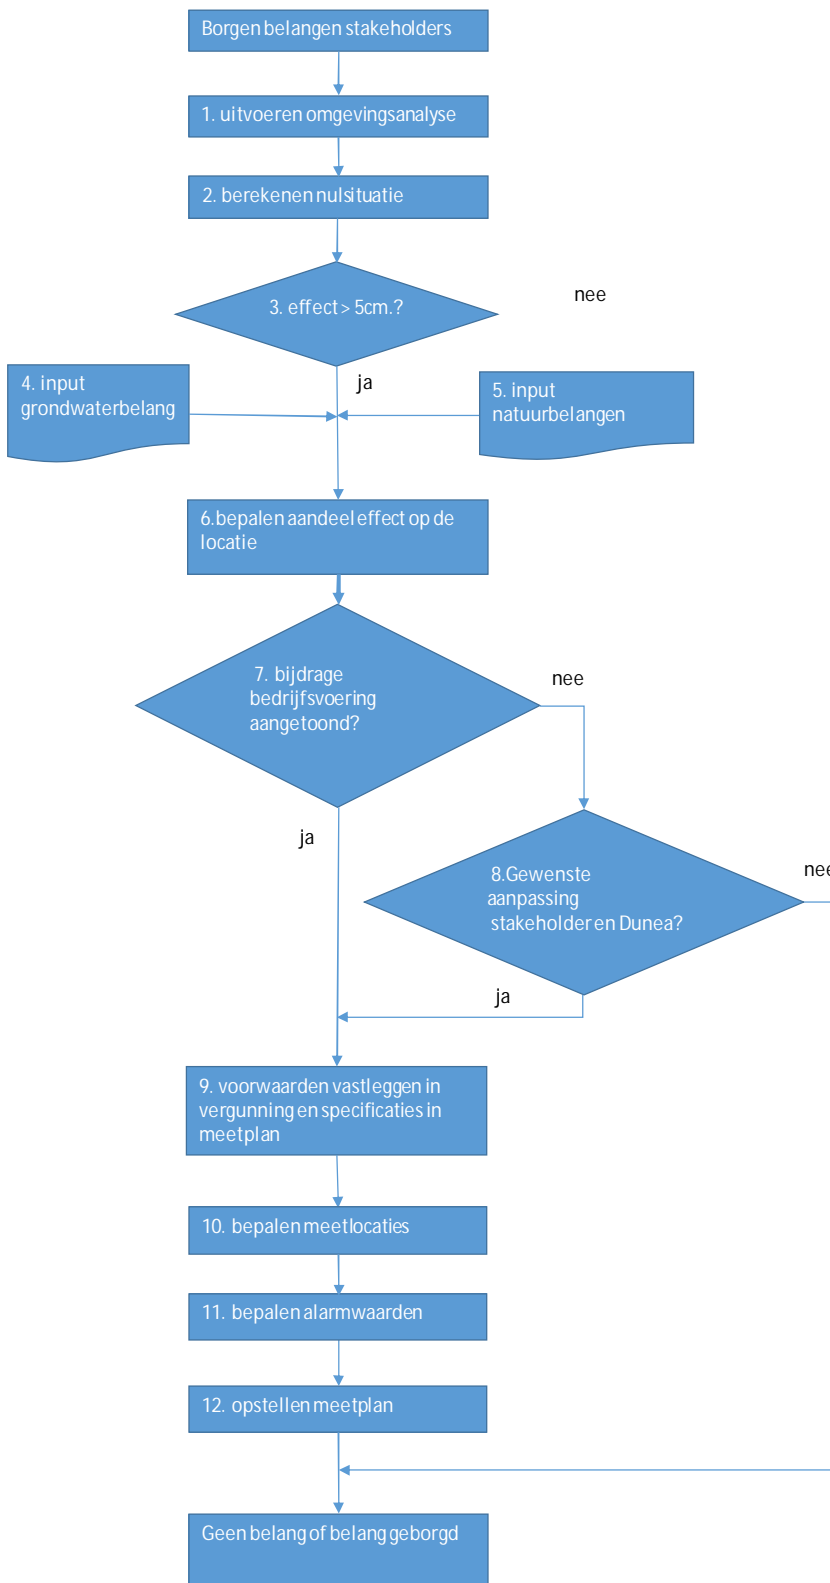 Borgen belangen stakeholders
1. uitvoeren omgevingsanalyse
2. berekenen nulsituatie
3. effect > 5cm.?
nee
ja
4. input
grondwaterbelang
5. input
natuurbelangen
6.bepalen aandeel effect op de
locatie
7. bijdrage
bedrijfsvoering
aangetoond?
nee
ja
8.Gewenste
aanpassing
stakeholder en Dunea?
nee
ja
9. voorwaarden vastleggen in
vergunning en specificaties in
meetplan
10. bepalen meetlocaties
11. bepalen alarmwaarden
12. opstellen meetplan
Geen belang of belang geborgd